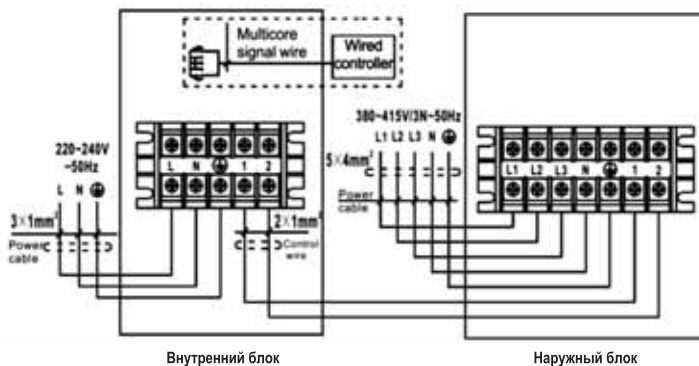 Multicore
signal wire
Wired
controller
220~240V
~50Hz
L N
3×1mm²
Power
cable
L N 1 2
2×1mm²
Control
wire
380~415V/3N~50Hz
L1 L2 L3 N
5×4mm²
Power
cable
L1 L2 L3 N 1 2
Внутренний блок
Наружный блок